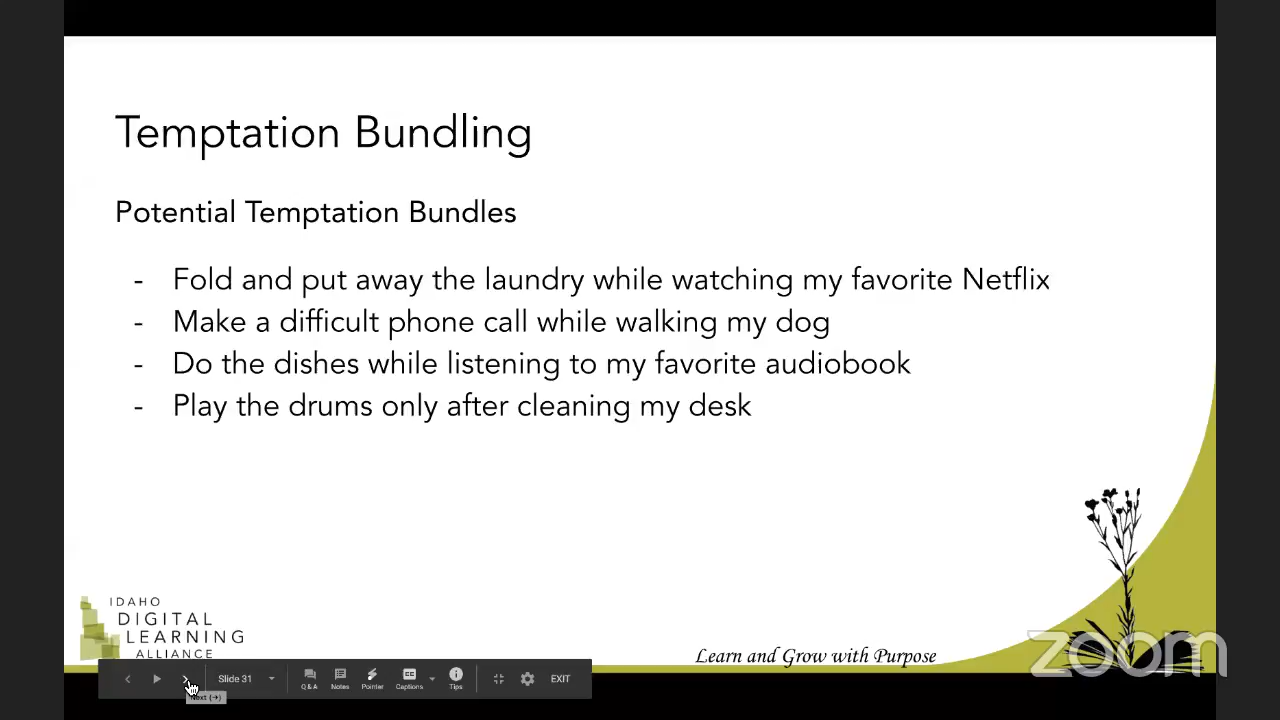 Temptation Bundling
Potential Temptation Bundles
- Fold and put away the laundry while watching my favorite Netflix
- Make a difficult phone call while walking my dog
- Do the dishes while listening to my favorite audiobook
- Play the drums only after cleaning my desk
IDAHO
DIGITAL
LEARNING
ALLIANCE
Learn and Grow with Purpose
zoom
Slide 31
Q & A Notes Pointer Captions Tips EXIT
Next (→)